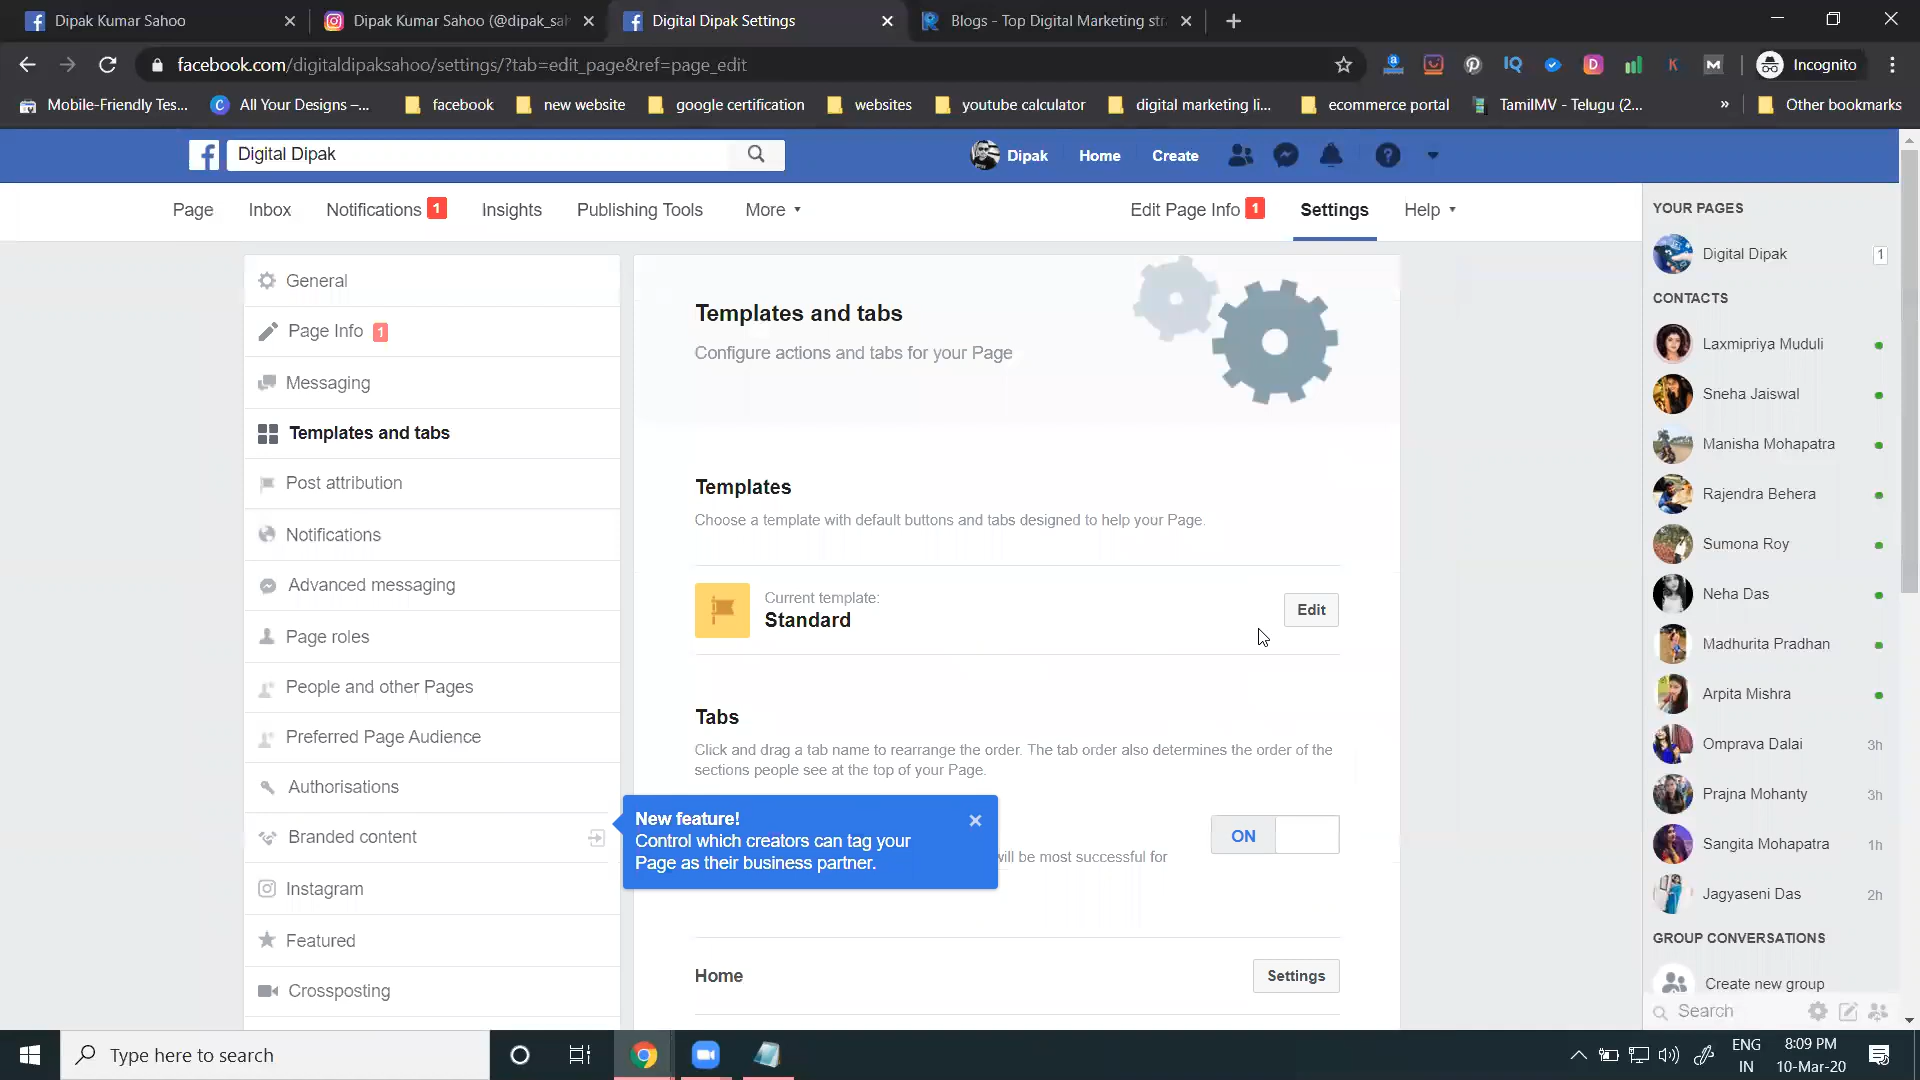 Dipak Kumar Sahoo
Dipak Kumar Sahoo (@dipak_sah
Digital Dipak Settings
Blogs - Top Digital Marketing str
facebook.com/digitaldipaksahoo/settings/?tab=edit_page&ref=page_edit
Incognito
Mobile-Friendly Tes...
All Your Designs –...
facebook
new website
google certification
websites
youtube calculator
digital marketing li...
ecommerce portal
TamilMV - Telugu (2...
»
Other bookmarks
Digital Dipak
Dipak
Home
Create
Page
Inbox
Notifications 1
Insights
Publishing Tools
More
Edit Page Info 1
Settings
Help
General
Page Info 1
Messaging
Templates and tabs
Post attribution
Notifications
Advanced messaging
Page roles
People and other Pages
Preferred Page Audience
Authorisations
Branded content
Instagram
Featured
Crossposting
Templates and tabs
Configure actions and tabs for your Page
Templates
Choose a template with default buttons and tabs designed to help your Page.
Current template:
Standard
Edit
Tabs
Click and drag a tab name to rearrange the order. The tab order also determines the order of the
sections people see at the top of your Page.
New feature!
Control which creators can tag your
Page as their business partner.
will be most successful for
ON
Home
Settings
YOUR PAGES
Digital Dipak
1
CONTACTS
Laxmipriya Muduli
Sneha Jaiswal
Manisha Mohapatra
Rajendra Behera
Sumona Roy
Neha Das
Madhurita Pradhan
Arpita Mishra
Omprava Dalai 3h
Prajna Mohanty 3h
Sangita Mohapatra 1h
Jagyaseni Das 2h
GROUP CONVERSATIONS
Create new group
Search
Type here to search
ENG
IN
8:09 PM
10-Mar-20